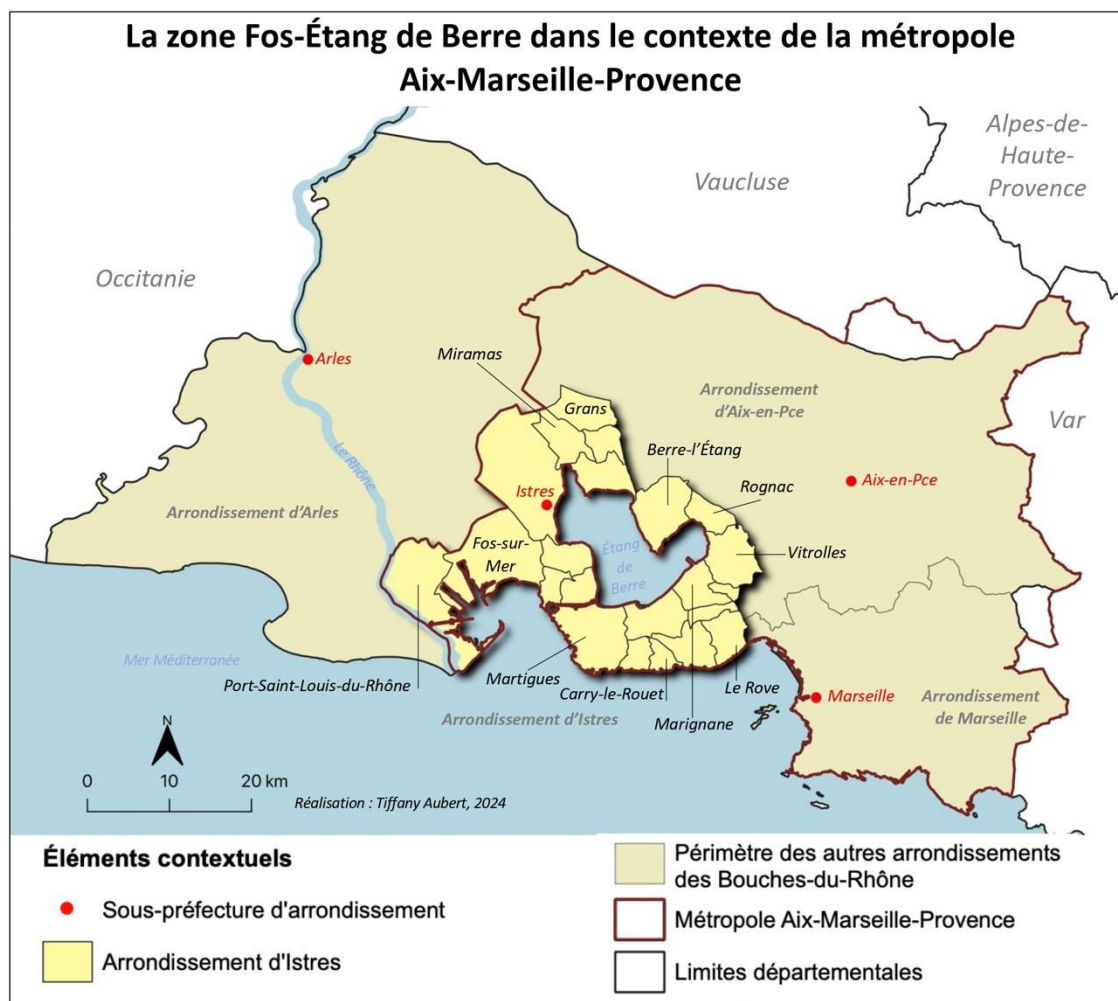 La zone Fos-Étang de Berre dans le contexte de la métropole
Aix-Marseille-Provence
Alpes-de-
Haute-
Provence
Vaucluse
Occitanie
Arles
Miramas
Grans
Arrondissement
d'Aix-en-Pce
Var
Berre-l'Étang
Rognac
Aix-en-Pce
Le Rhône
Istres
Arrondissement d'Arles
Fos-sur-
Mer
Étang
de
Berre
Vitrolles
Mer Méditerranée
Port-Saint-Louis-du-Rhône
Martigues
Carry-le-Rouet
Le Rove
Marignane
Marseille
Arrondissement
de Marseille
Arrondissement d'Istres
N
0 10 20 km
Réalisation : Tiffany Aubert, 2024
Éléments contextuels
Sous-préfecture d'arrondissement
Arrondissement d'Istres
Périmètre des autres arrondissements
des Bouches-du-Rhône
Métropole Aix-Marseille-Provence
Limites départementales